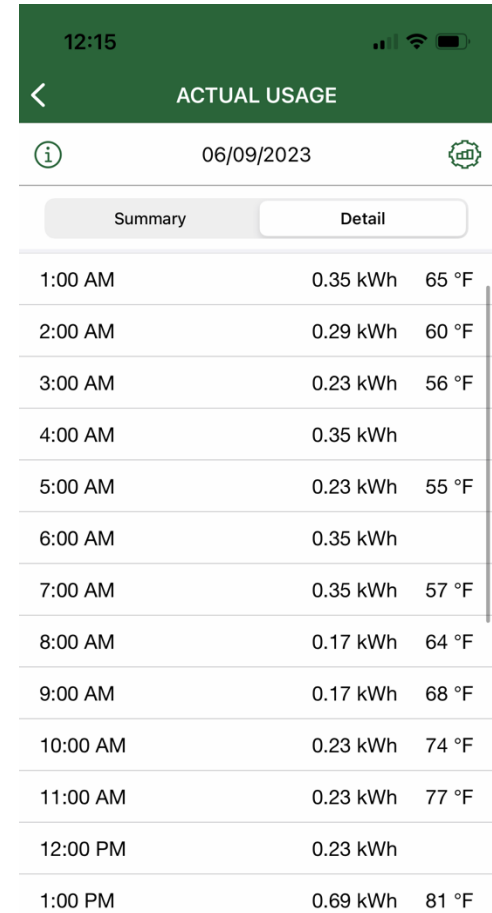 12:15
ACTUAL USAGE
06/09/2023
Summary Detail
1:00 AM 0.35 kWh 65 °F
2:00 AM 0.29 kWh 60 °F
3:00 AM 0.23 kWh 56 °F
4:00 AM 0.35 kWh
5:00 AM 0.23 kWh 55 °F
6:00 AM 0.35 kWh
7:00 AM 0.35 kWh 57 °F
8:00 AM 0.17 kWh 64 °F
9:00 AM 0.17 kWh 68 °F
10:00 AM 0.23 kWh 74 °F
11:00 AM 0.23 kWh 77 °F
12:00 PM 0.23 kWh
1:00 PM 0.69 kWh 81 °F